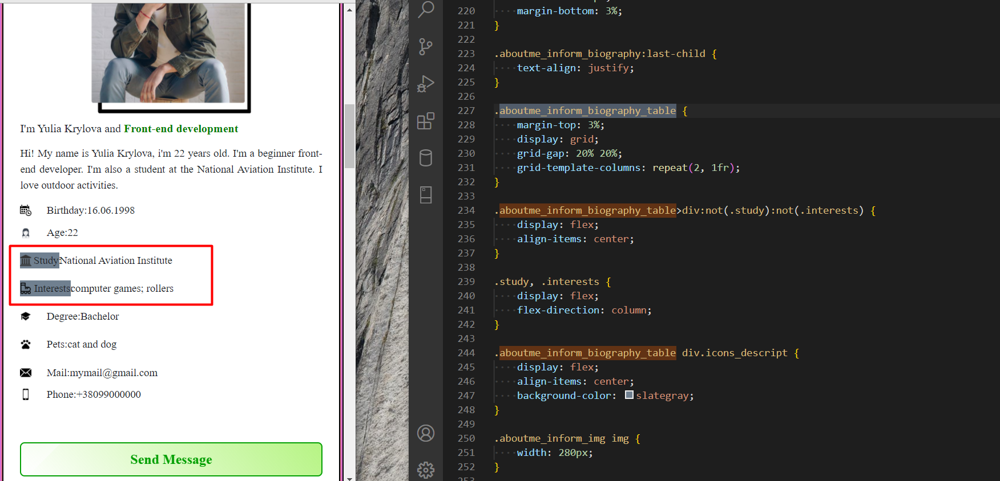 I'm Yulia Krylova and Front-end development
Hi! My name is Yulia Krylova, i'm 22 years old. I'm a beginner front-
end developer. I'm also a student at the National Aviation Institute. I
love outdoor activities.
Birthday:16.06.1998
Age:22
Study:National Aviation Institute
Interests:computer games; rollers
Degree:Bachelor
Pets:cat and dog
Mail:mymail@gmail.com
Phone:+38099000000
Send Message
220 margin-bottom: 3%;
221 }
222
223 .aboutme_inform_biography:last-child {
224 text-align: justify;
225 }
226
227 .aboutme_inform_biography_table {
228 margin-top: 3%;
229 display: grid;
230 grid-gap: 20% 20%;
231 grid-template-columns: repeat(2, 1fr);
232 }
233
234 .aboutme_inform_biography_table>div:not(.study):not(.interests) {
235 display: flex;
236 align-items: center;
237 }
238
239 .study, .interests {
240 display: flex;
241 flex-direction: column;
242 }
243
244 .aboutme_inform_biography_table div.icons_descript {
245 display: flex;
246 align-items: center;
247 background-color: slategray;
248 }
249
250 .aboutme_inform_img img {
251 width: 280px;
252 }